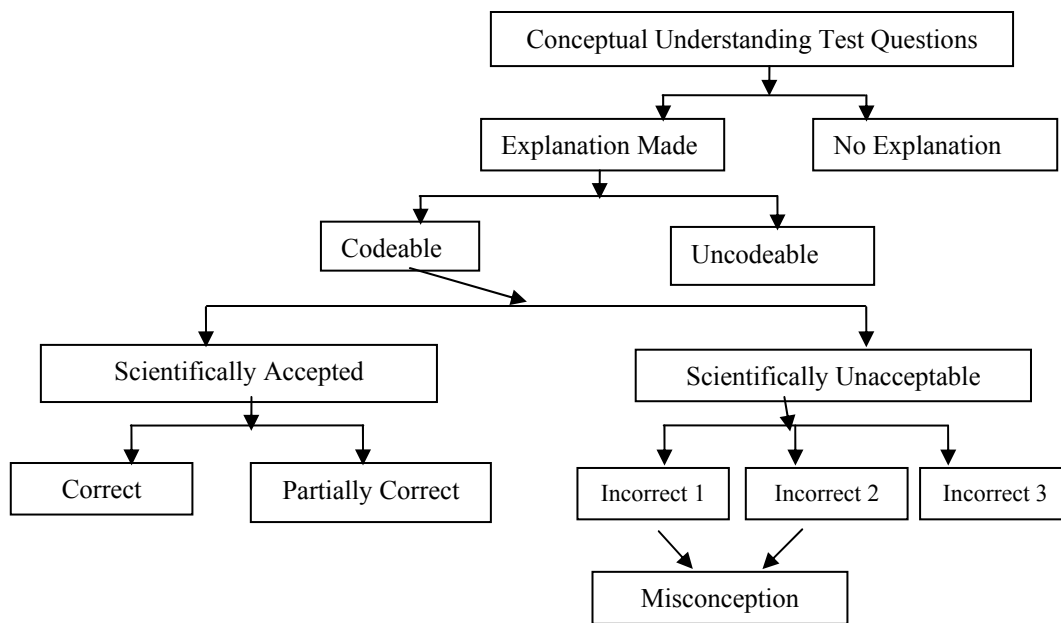 Conceptual Understanding Test Questions
Explanation Made
No Explanation
Codeable
Uncodeable
Scientifically Accepted
Scientifically Unacceptable
Correct
Partially Correct
Incorrect 1
Incorrect 2
Incorrect 3
Misconception